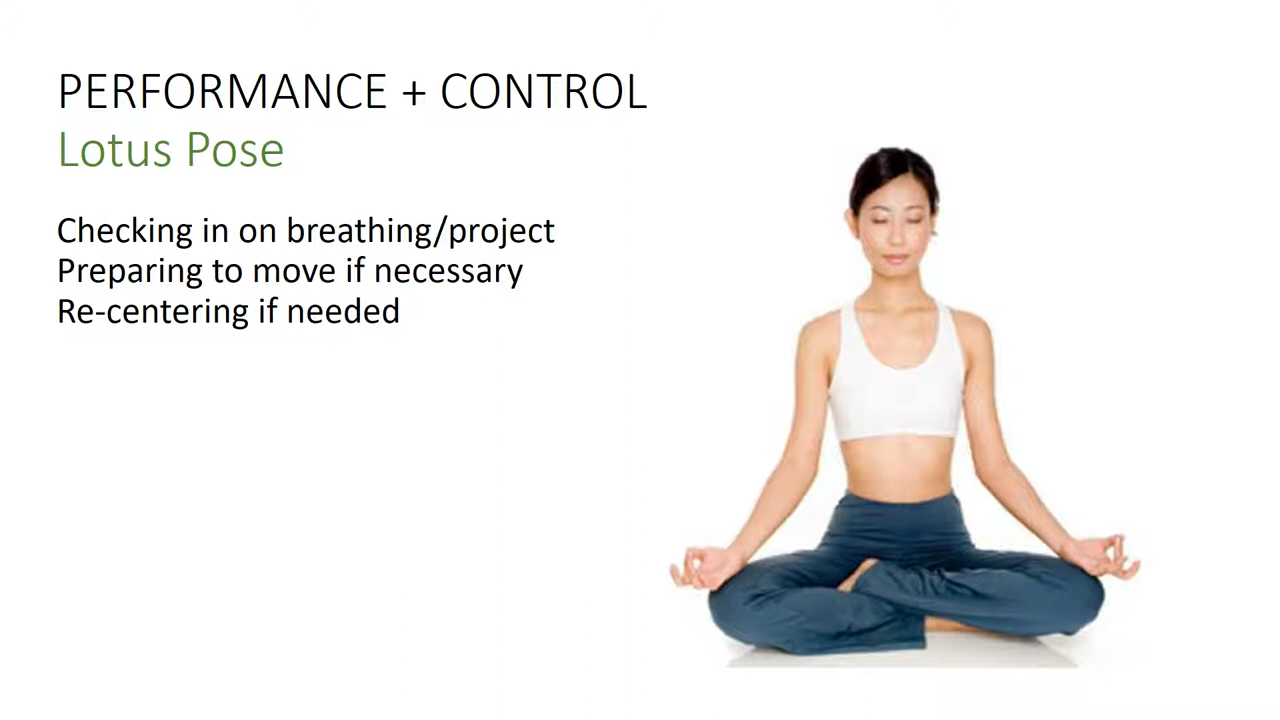 PERFORMANCE + CONTROL
Lotus Pose
Checking in on breathing/project
Preparing to move if necessary
Re-centering if needed